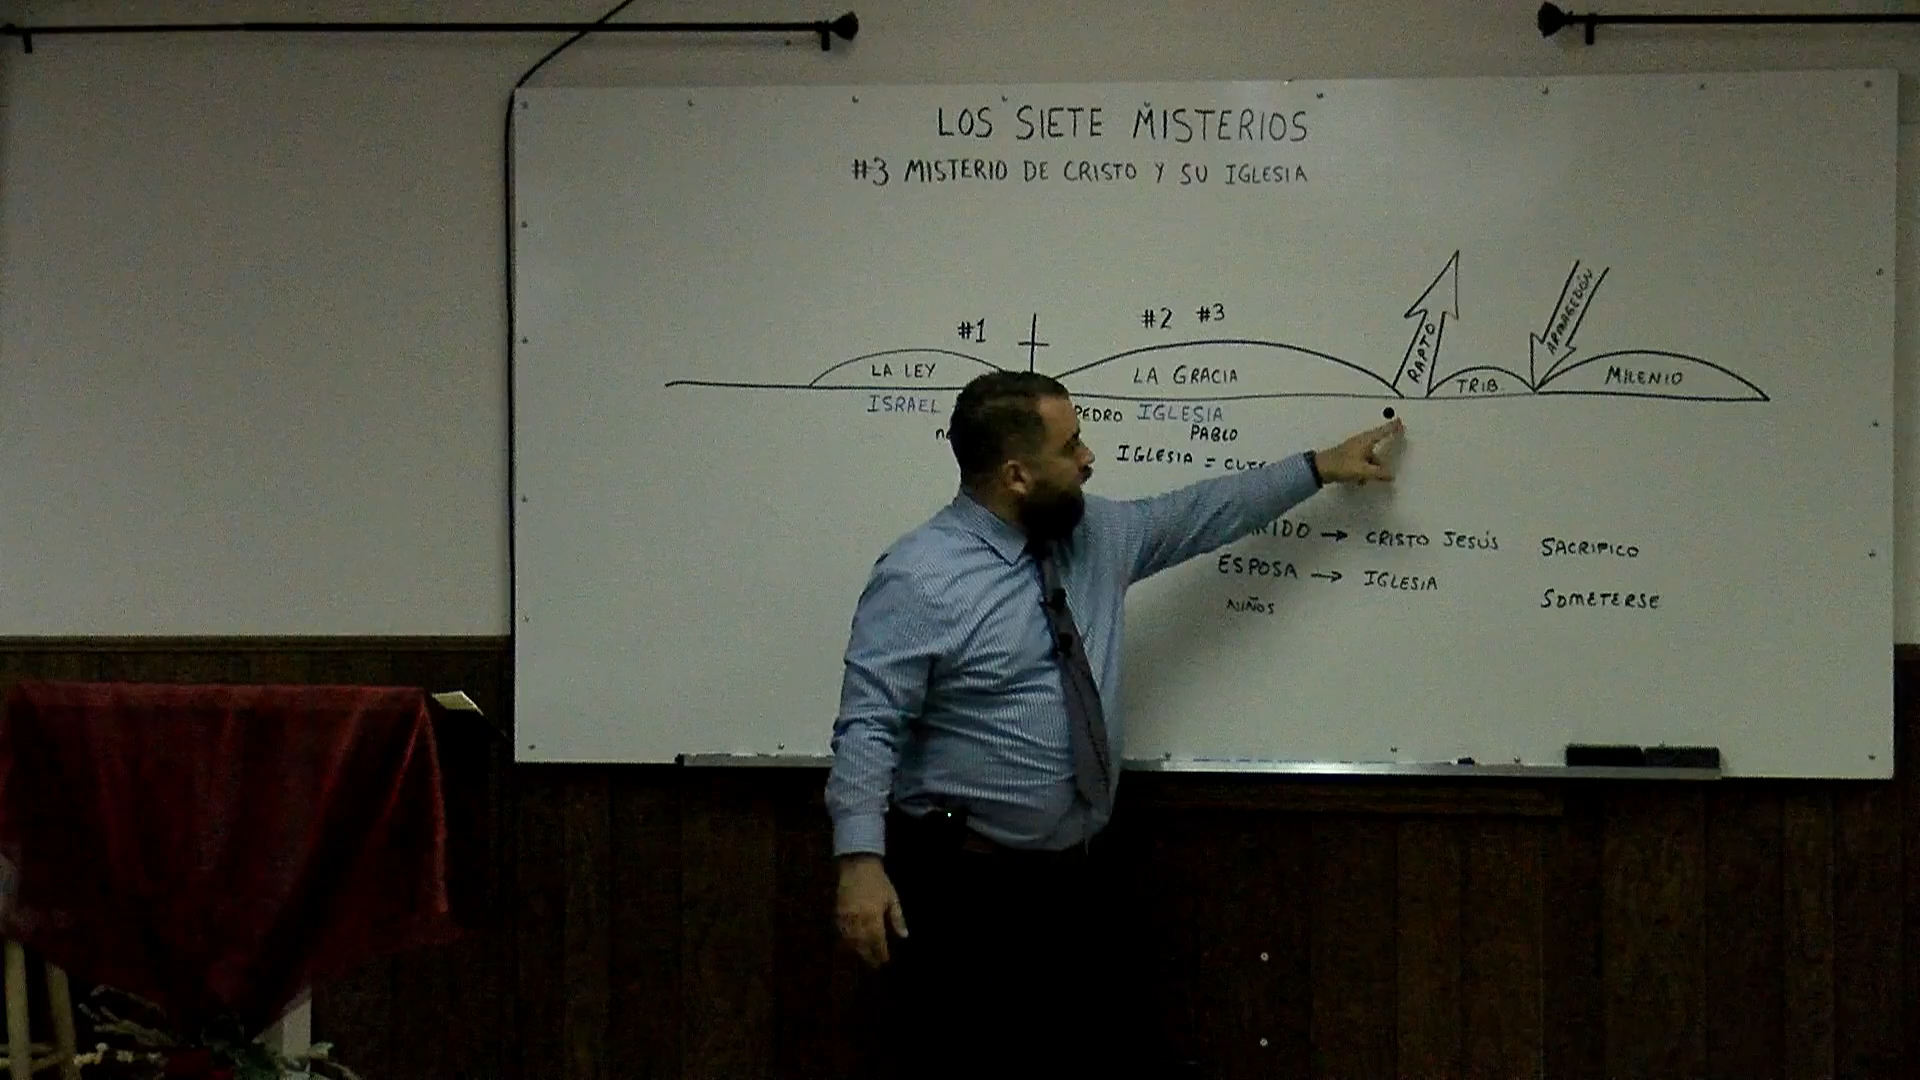 LOS SIETE MISTERIOS
#3 MISTERIO DE CRISTO Y SU IGLESIA
#1 #2 #3
LA LEY LA GRACIA RAPTO TRIB. ARMAGEDÓN MILENIO
ISRAEL PEDRO IGLESIA
PABLO
IGLESIA =
CRISTO JESÚS SACRIFICO
ESPOSA → IGLESIA SOMETERSE
NIÑOS